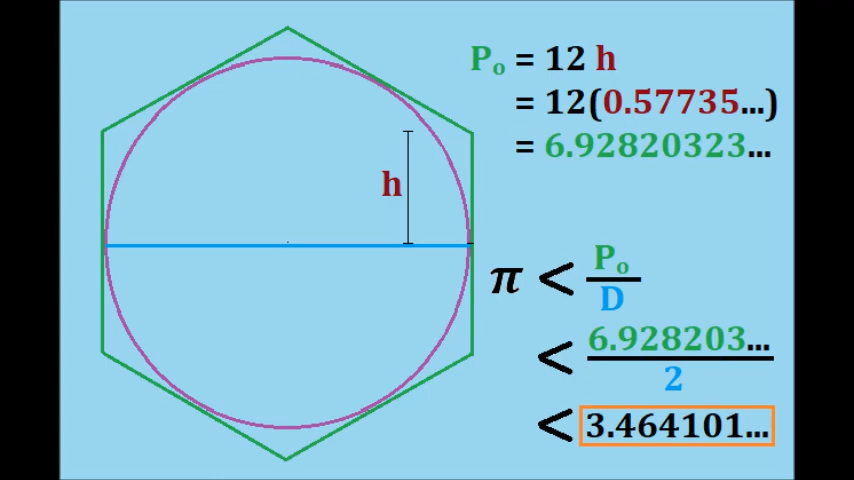 Pₒ = 12 h
= 12(0.57735...)
= 6.92820323...
h
π < Pₒ/D
< 6.928203.../2
< 3.464101...